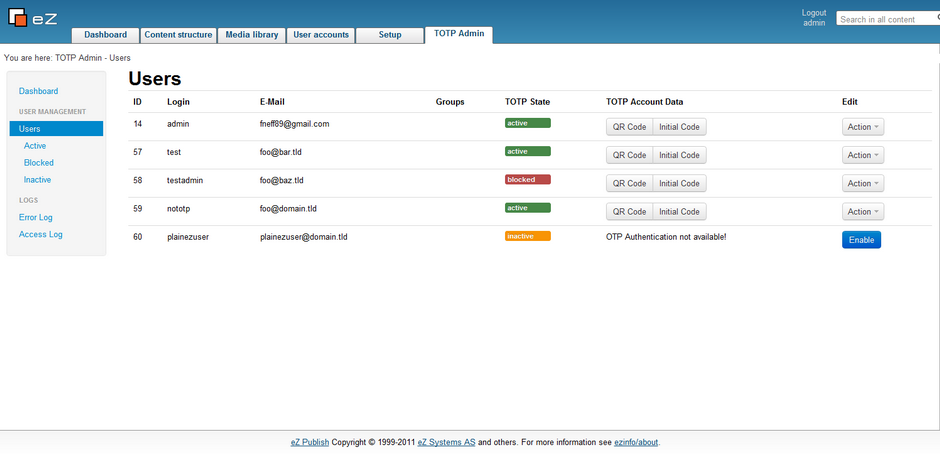 eZ
Logout
admin
Search in all content
Dashboard Content structure Media library User accounts Setup TOTP Admin
You are here: TOTP Admin - Users
Dashboard
USER MANAGEMENT
Users
Active
Blocked
Inactive
LOGS
Error Log
Access Log
Users
ID Login E-Mail Groups TOTP State TOTP Account Data Edit
14 admin fneff89@gmail.com active QR Code Initial Code Action
57 test foo@bar.tld active QR Code Initial Code Action
58 testadmin foo@baz.tld blocked QR Code Initial Code Action
59 nototp foo@domain.tld active QR Code Initial Code Action
60 plainezuser plainezuser@domain.tld inactive OTP Authentication not available! Enable
eZ Publish Copyright © 1999-2011 eZ Systems AS and others. For more information see ezinfo/about.